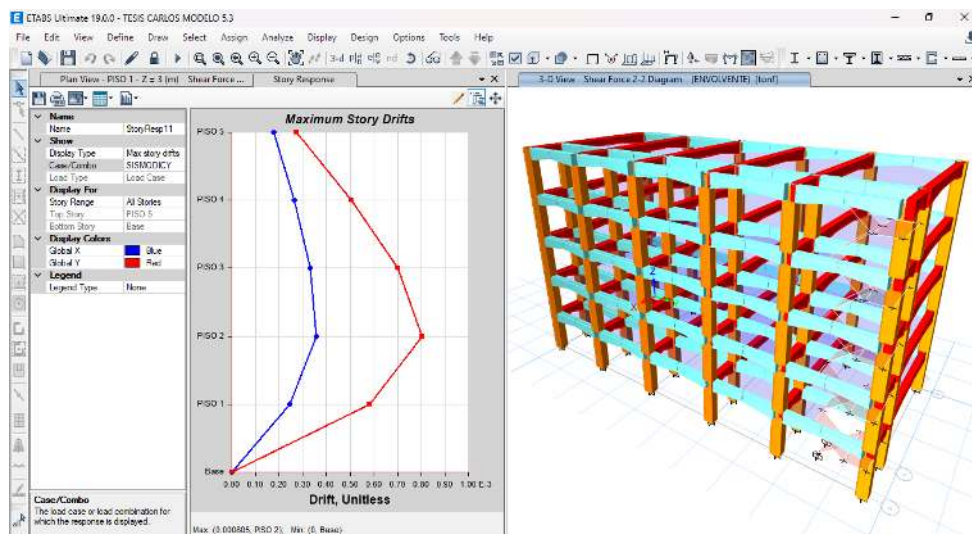 ETABS Ultimate 19.0.0 - TESIS CARLOS MODELO 5.3
File Edit View Define Draw Select Assign Analyze Display Design Options Tools Help
Plan View - PISO 1 - Z = 3 (m) Shear Force ...
Story Response
3-D View - Shear Force 2-2 Diagram (ENVOLVENTE) [tonf]
Name
Name StoryResp11
Show
Display Type Max story drifts
Case/Combo SISMODICY
Load Type Load Case
Display For
Story Range All Stories
Top Story PISO 5
Bottom Story Base
Display Colors
Global X Blue
Global Y Red
Legend
Legend Type None
Case/Combo
The load case or load combination for
which the response is displayed.
Maximum Story Drifts
PISO 5
PISO 4
PISO 3
PISO 2
PISO 1
Base
0.00 0.10 0.20 0.30 0.40 0.50 0.60 0.70 0.80 0.90 1.00 E-3
Drift, Unitless
Max: (0.000805, PISO 2); Min: (0, Base)
3-d
Z
X